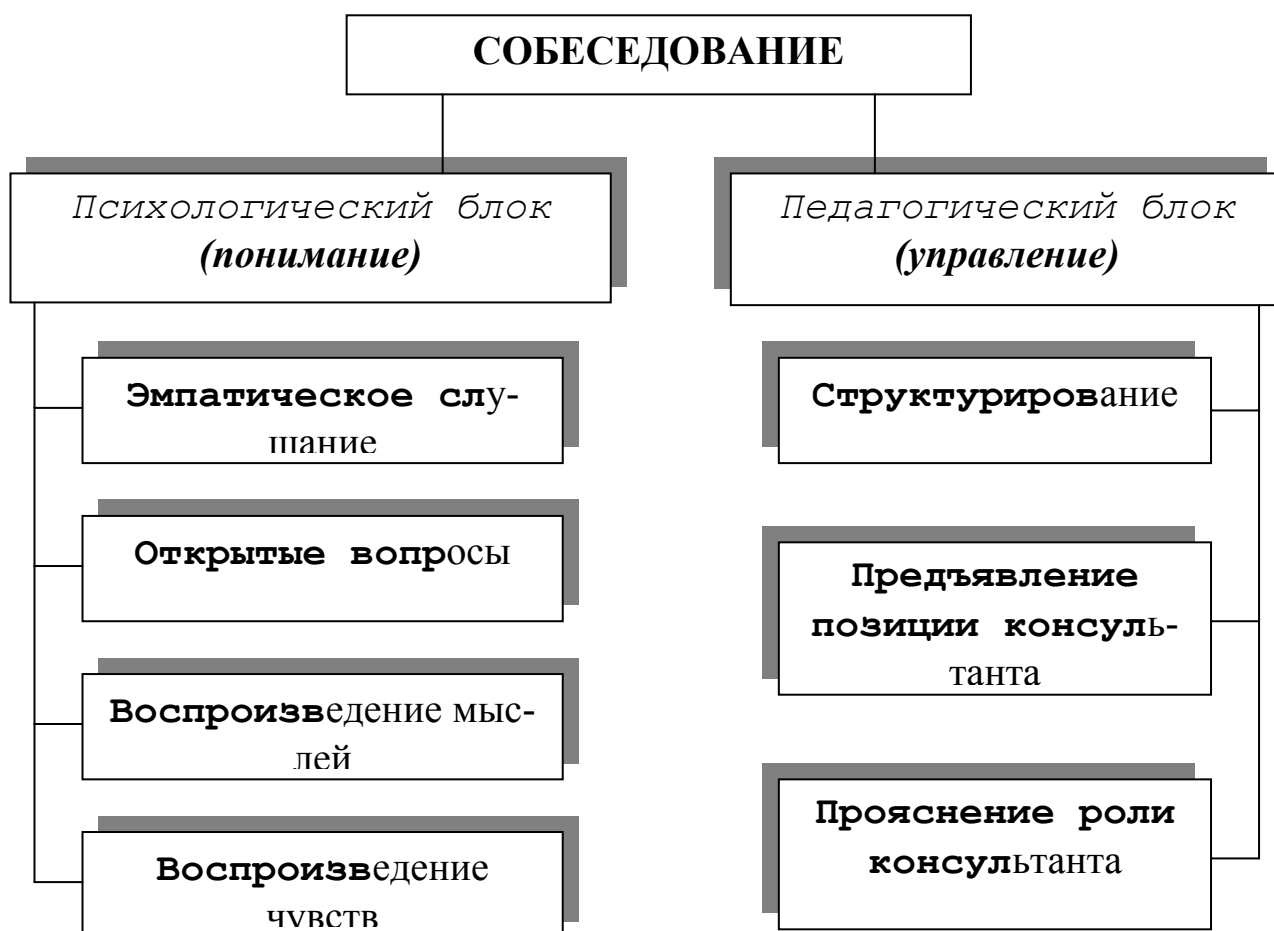 СОБЕСЕДОВАНИЕ
Психологический блок
(понимание)
Эмпатическое слу-
шание
Открытые вопросы
Воспроизведение мыс-
лей
Воспроизведение
чувств
Педагогический блок
(управление)
Структурирование
Предъявление
позиции консуль-
танта
Прояснение роли
консультанта